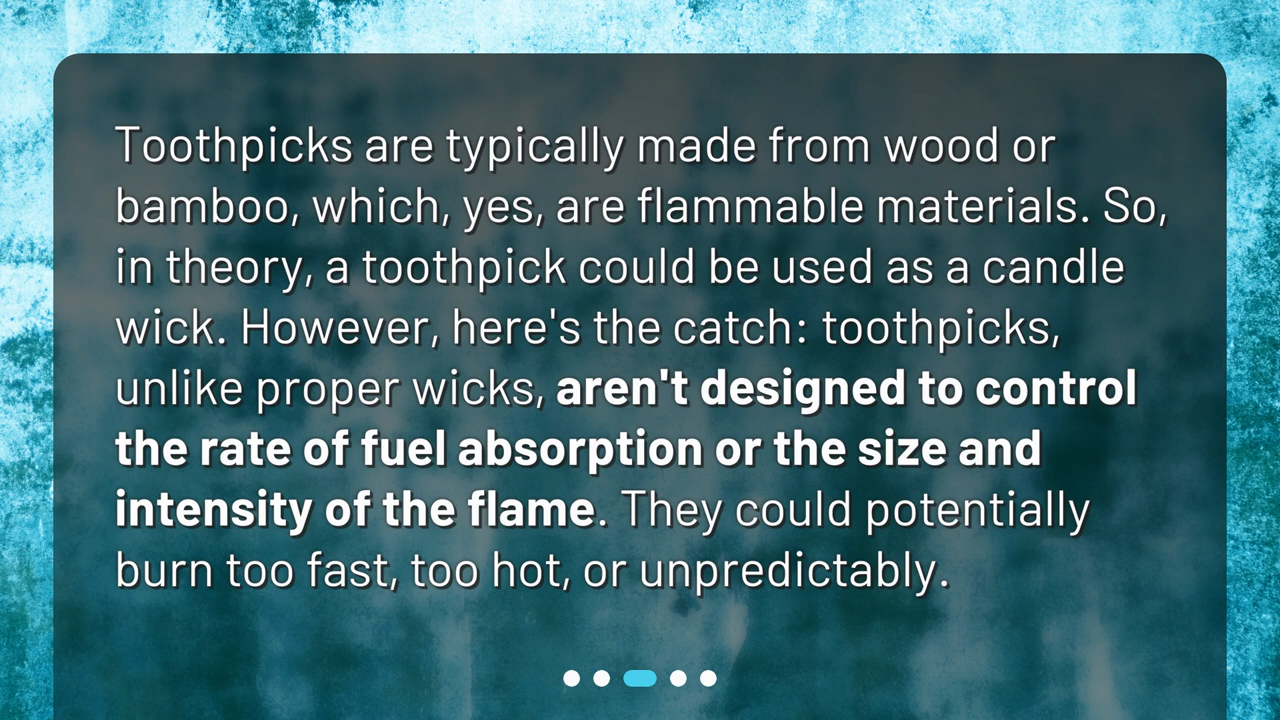 Toothpicks are typically made from wood or
bamboo, which, yes, are flammable materials. So,
in theory, a toothpick could be used as a candle
wick. However, here's the catch: toothpicks,
unlike proper wicks, aren't designed to control
the rate of fuel absorption or the size and
intensity of the flame. They could potentially
burn too fast, too hot, or unpredictably.